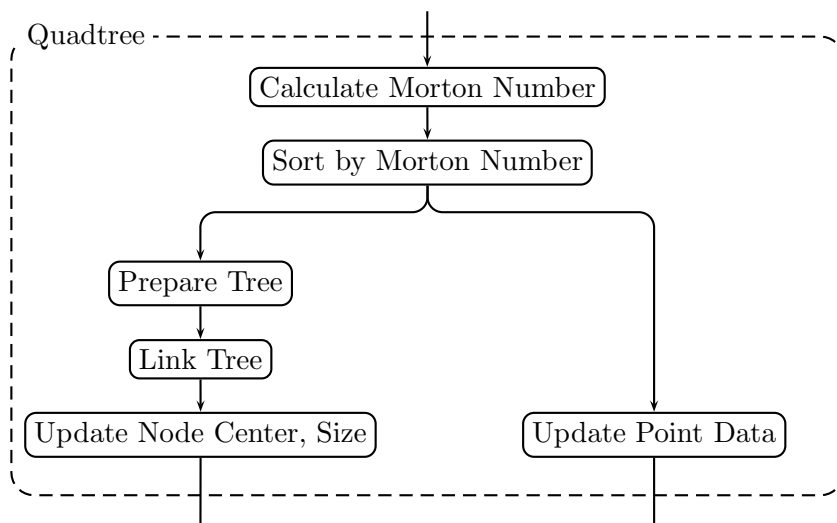 Quadtree
Calculate Morton Number
Sort by Morton Number
Prepare Tree
Link Tree
Update Node Center, Size
Update Point Data